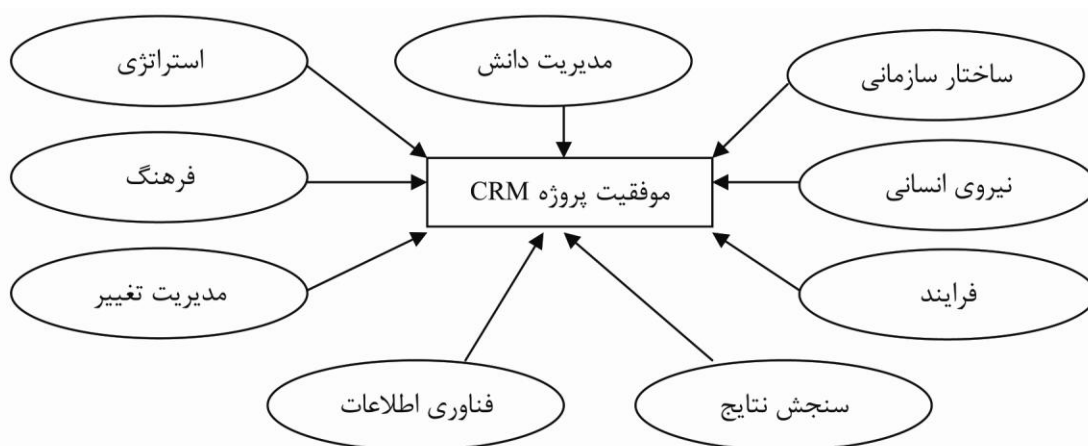 ساختار سازمانی
مدیریت دانش
استراتژی
موفقیت پروژه CRM
نیروی انسانی
فرهنگ
فرایند
مدیریت تغییر
سنجش نتایج
فناوری اطلاعات